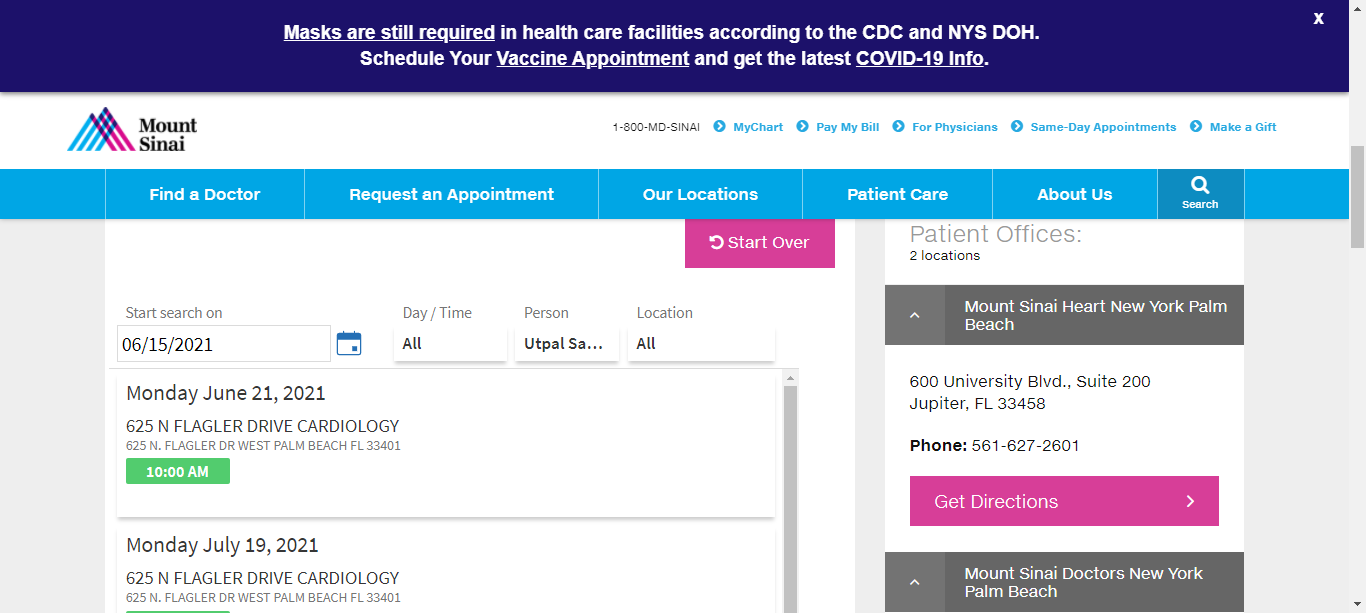 Masks are still required in health care facilities according to the CDC and NYS DOH.
Schedule Your Vaccine Appointment and get the latest COVID-19 Info.
X
Mount
Sinai
1-800-MD-SINAI MyChart Pay My Bill For Physicians Same-Day Appointments Make a Gift
Find a Doctor Request an Appointment Our Locations Patient Care About Us Search
Start Over
Start search on Day / Time Person Location
06/15/2021 All Utpal Sa... All
Monday June 21, 2021
625 N FLAGLER DRIVE CARDIOLOGY
625 N. FLAGLER DR WEST PALM BEACH FL 33401
10:00 AM
Monday July 19, 2021
625 N FLAGLER DRIVE CARDIOLOGY
625 N. FLAGLER DR WEST PALM BEACH FL 33401
Patient Offices:
2 locations
Mount Sinai Heart New York Palm
Beach
600 University Blvd., Suite 200
Jupiter, FL 33458
Phone: 561-627-2601
Get Directions
Mount Sinai Doctors New York
Palm Beach